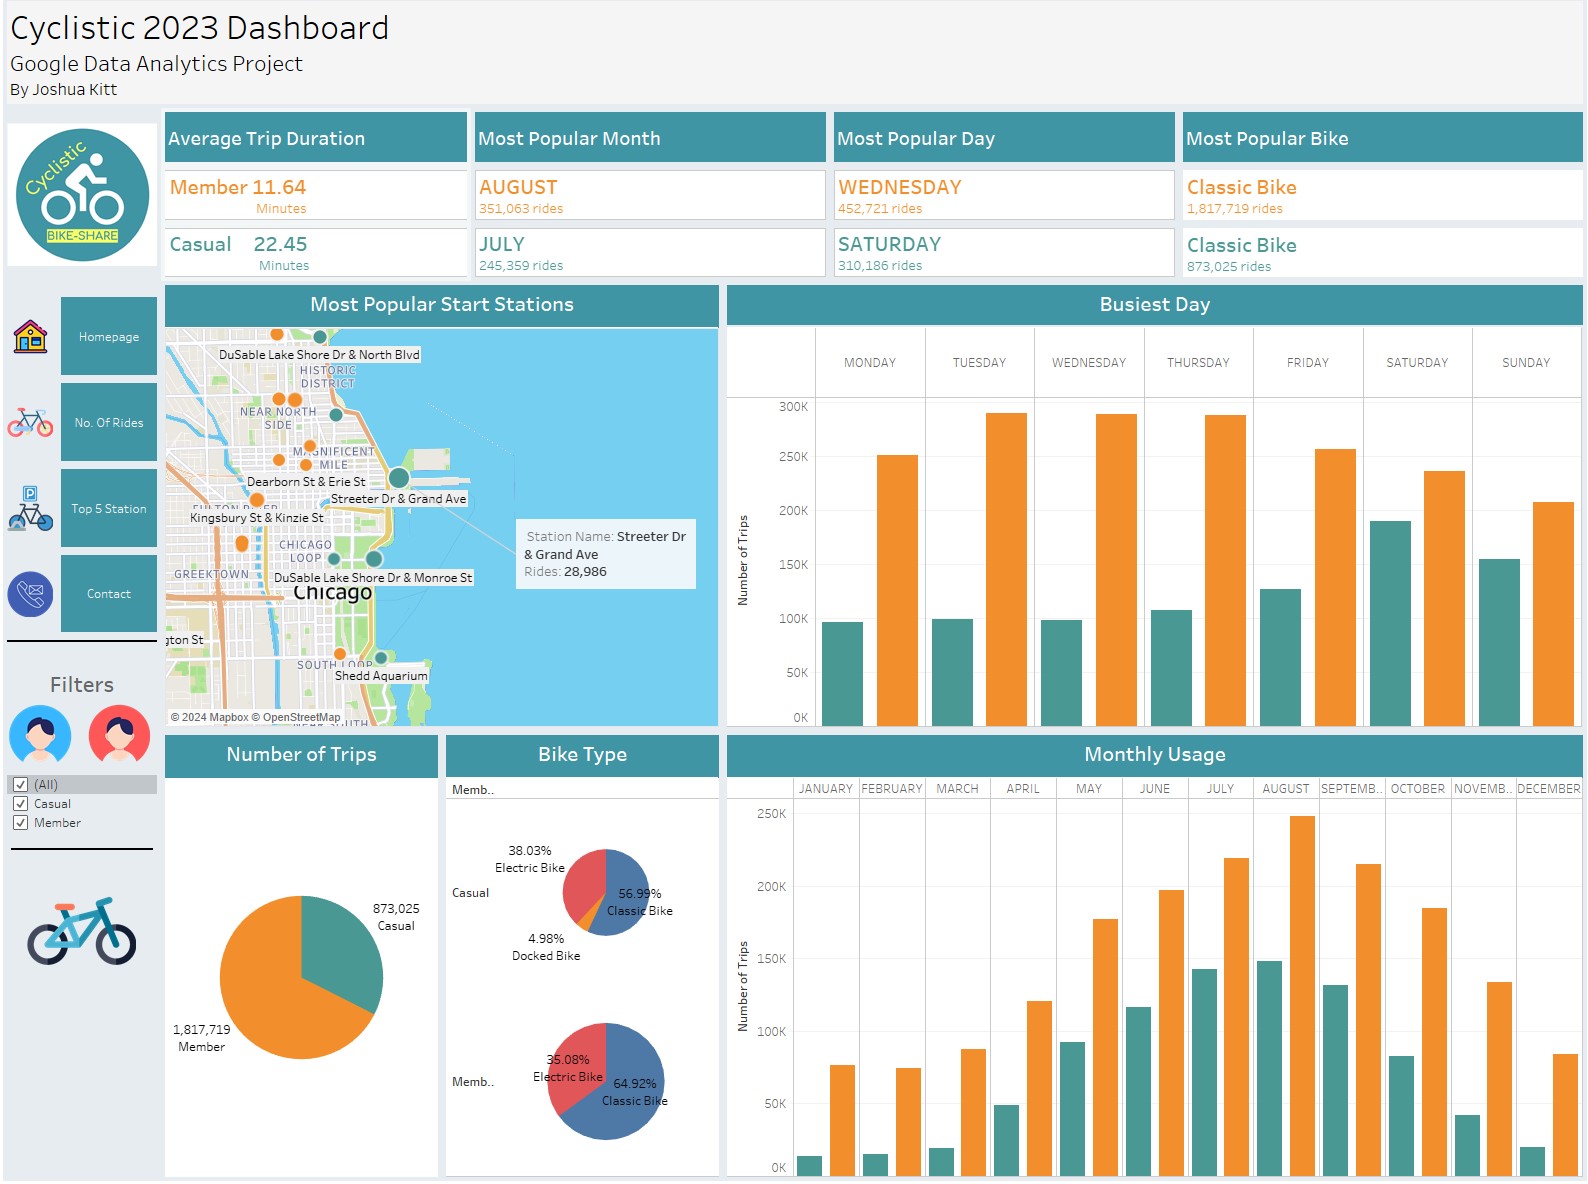 Cyclistic 2023 Dashboard
Google Data Analytics Project
By Joshua Kitt
Cyclistic
BIKE-SHARE
Average Trip Duration
Member 11.64
Minutes
Casual 22.45
Minutes
Most Popular Month
AUGUST
351,063 rides
JULY
245,359 rides
Most Popular Day
WEDNESDAY
452,721 rides
SATURDAY
310,186 rides
Most Popular Bike
Classic Bike
1,817,719 rides
Classic Bike
873,025 rides
Homepage
No. Of Rides
P
Top 5 Station
Contact
Filters
(All)
Casual
Member
Most Popular Start Stations
DuSable Lake Shore Dr & North Blvd
HISTORIC
DISTRICT
NEAR NORTH
SIDE
MAGNIFICENT
MILE
Dearborn St & Erie St
Streeter Dr & Grand Ave
Kingsbury St & Kinzie St
CHICAGO
LOOP
GREEKTOWN
DuSable Lake Shore Dr & Monroe St
Chicago
gton St
SOUTH LOOP
Shedd Aquarium
Station Name: Streeter Dr
& Grand Ave
Rides: 28,986
© 2024 Mapbox © OpenStreetMap
Busiest Day
MONDAY TUESDAY WEDNESDAY THURSDAY FRIDAY SATURDAY SUNDAY
300K
250K
200K
150K
100K
50K
0K
Number of Trips
Number of Trips
873,025
Casual
1,817,719
Member
Bike Type
Memb..
Casual
38.03%
Electric Bike
56.99%
Classic Bike
4.98%
Docked Bike
Memb..
35.08%
Electric Bike
64.92%
Classic Bike
Monthly Usage
JANUARY FEBRUARY MARCH APRIL MAY JUNE JULY AUGUST SEPTEMB.. OCTOBER NOVEMB.. DECEMBER
250K
200K
150K
100K
50K
0K
Number of Trips